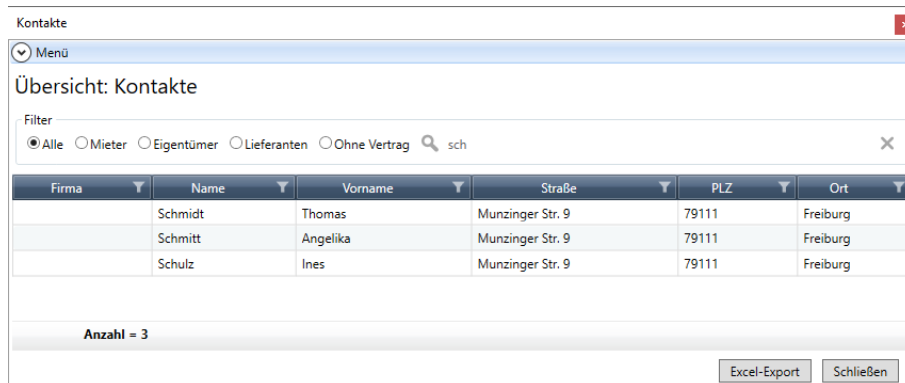 Kontakte
Menü
Übersicht: Kontakte
Filter
Alle Mieter Eigentümer Lieferanten Ohne Vertrag sch
Firma Name Vorname Straße PLZ Ort
Schmidt Thomas Munzinger Str. 9 79111 Freiburg
Schmitt Angelika Munzinger Str. 9 79111 Freiburg
Schulz Ines Munzinger Str. 9 79111 Freiburg
Anzahl = 3
Excel-Export Schließen